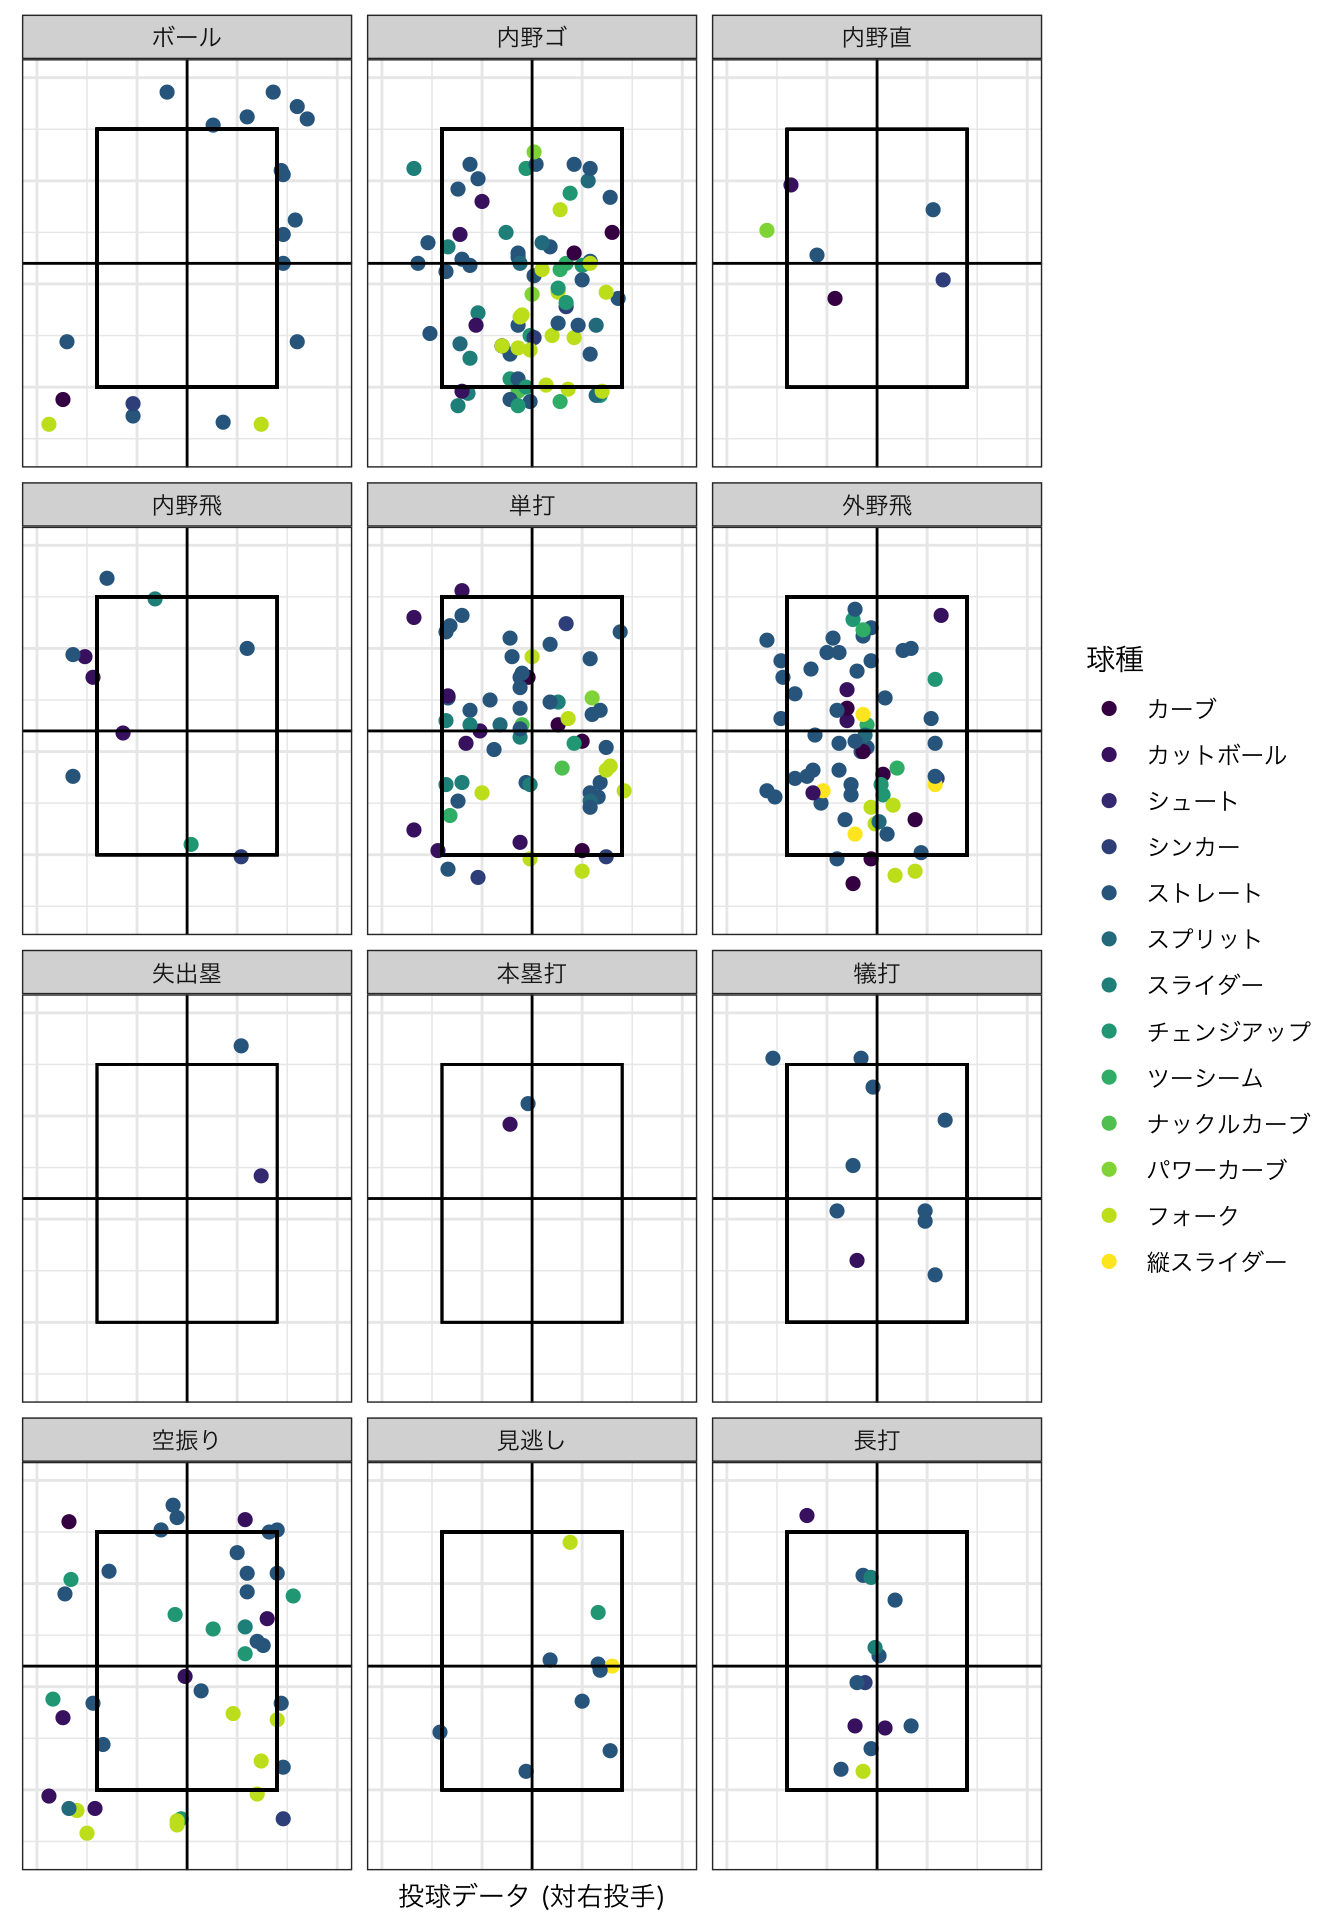 ボール
内野ゴ
内野直
内野飛
単打
外野飛
失出塁
本塁打
犠打
空振り
見逃し
長打
投球データ (対右投手)
球種
カーブ
カットボール
シュート
シンカー
ストレート
スプリット
スライダー
チェンジアップ
ツーシーム
ナックルカーブ
パワーカーブ
フォーク
縦スライダー